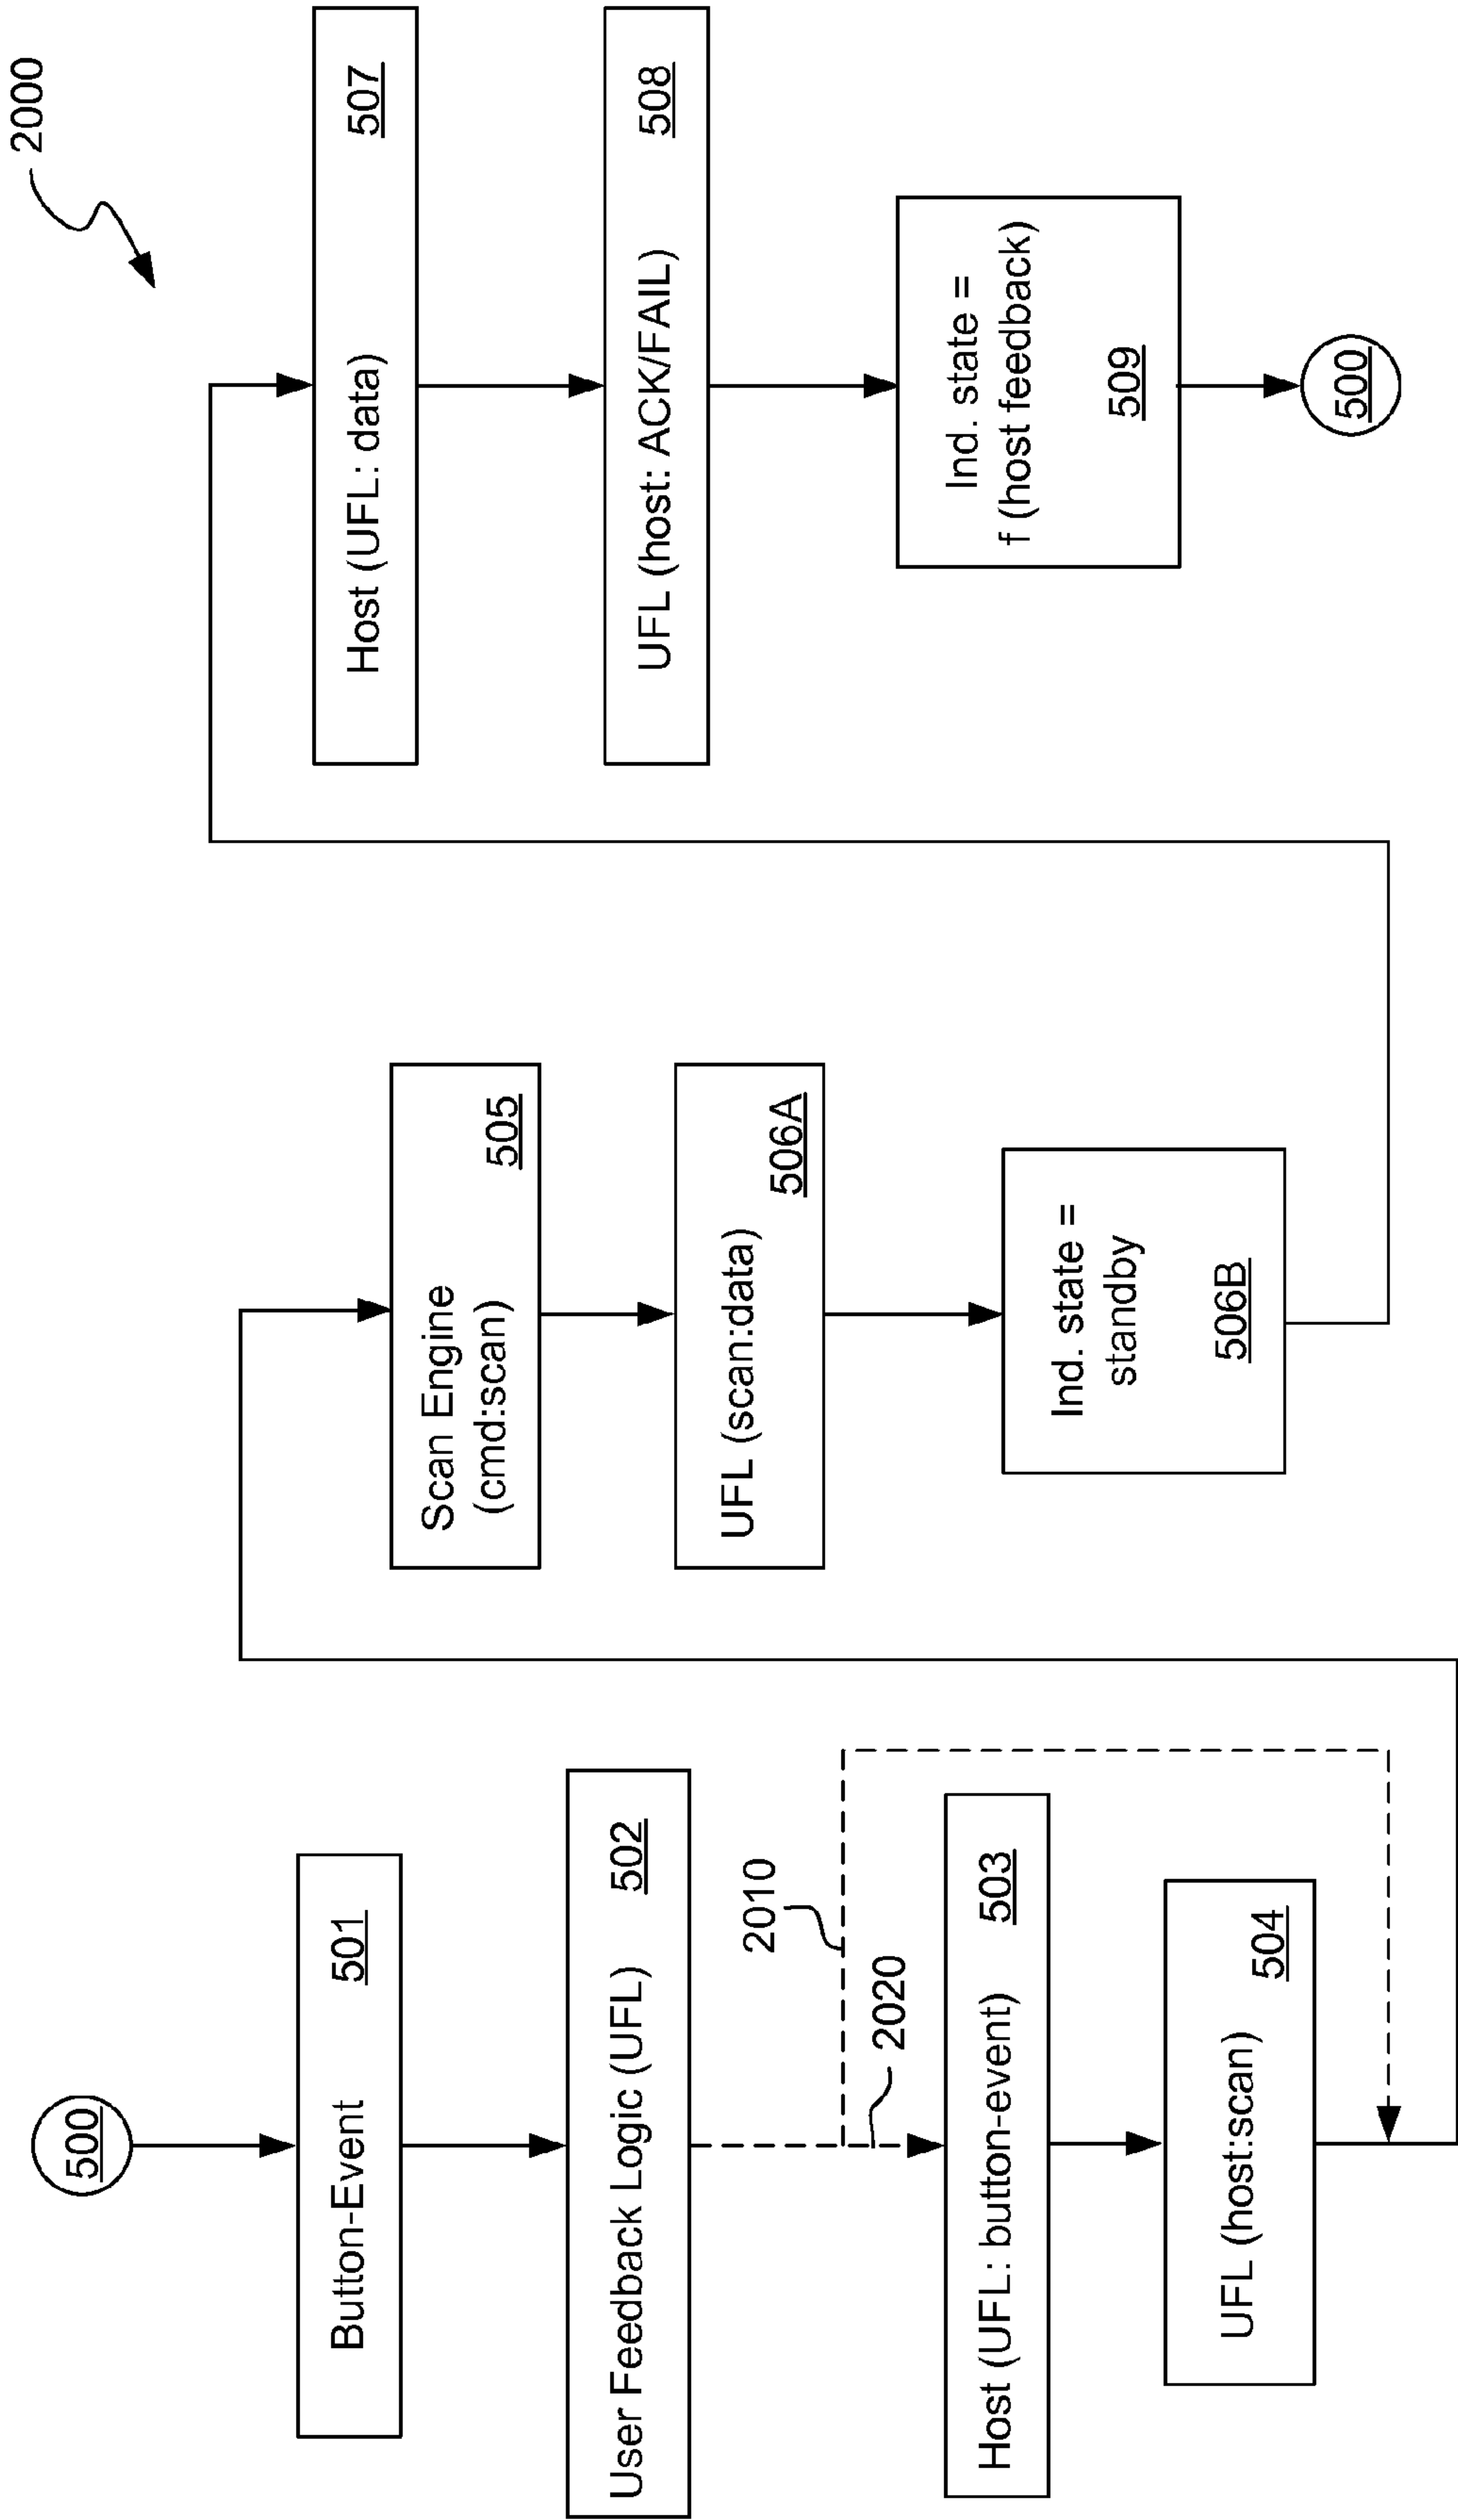 2000
500
Button-Event 501
User Feedback Logic (UFL) 502
2010
2020
Host (UFL: button-event) 503
UFL (host:scan) 504
Scan Engine
(cmd:scan) 505
UFL (scan:data)
506A
Ind. state =
standby
506B
Host (UFL: data) 507
UFL (host: ACK/FAIL) 508
Ind. state =
f (host feedback)
509
500